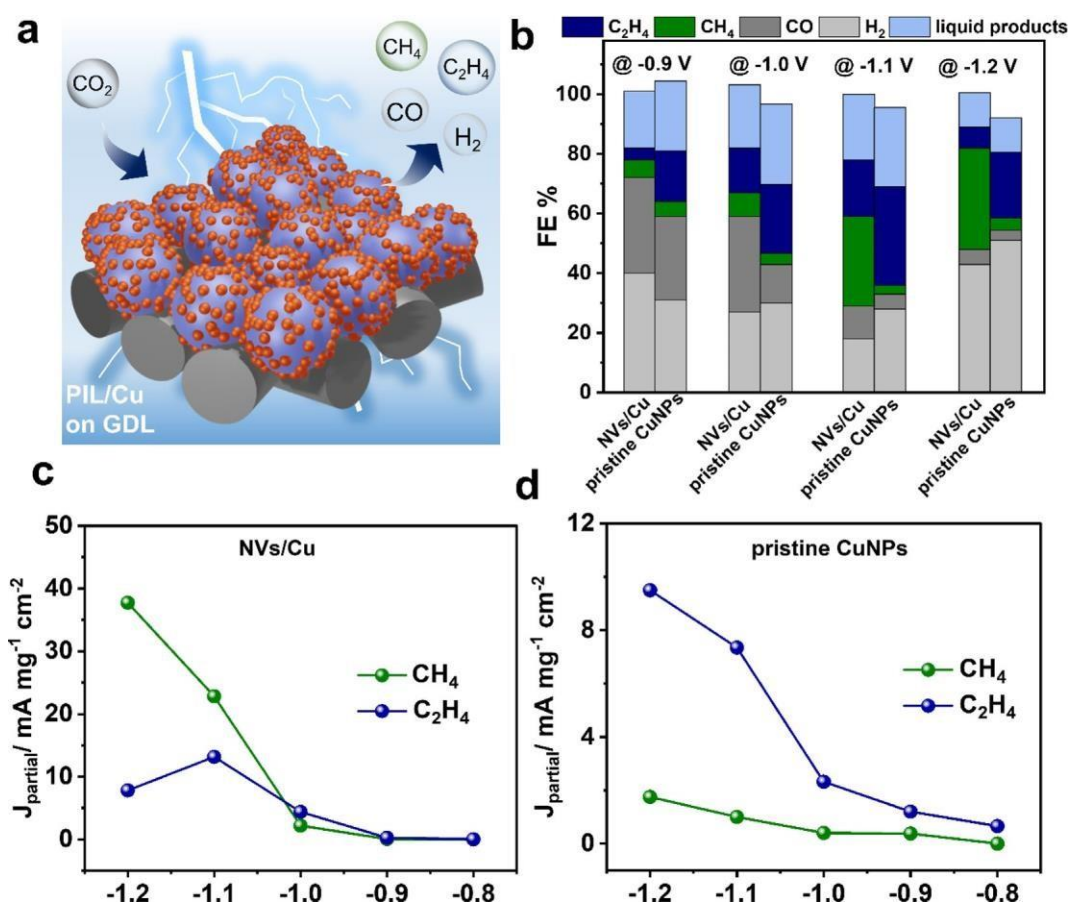 a
CO₂
CH₄
C₂H₄
CO
H₂
PIL/Cu
on GDL
b
C₂H₄ CH₄ CO H₂ liquid products
@ -0.9 V @ -1.0 V @ -1.1 V @ -1.2 V
FE %
100
80
60
40
20
0
NVs/Cu
pristine CuNPs
NVs/Cu
pristine CuNPs
NVs/Cu
pristine CuNPs
NVs/Cu
pristine CuNPs
c
NVs/Cu
J_partial/ mA mg⁻¹ cm⁻²
50
40
30
20
10
0
CH₄
C₂H₄
-1.2 -1.1 -1.0 -0.9 -0.8
d
pristine CuNPs
J_partial/ mA mg⁻¹ cm⁻²
12
8
4
0
CH₄
C₂H₄
-1.2 -1.1 -1.0 -0.9 -0.8